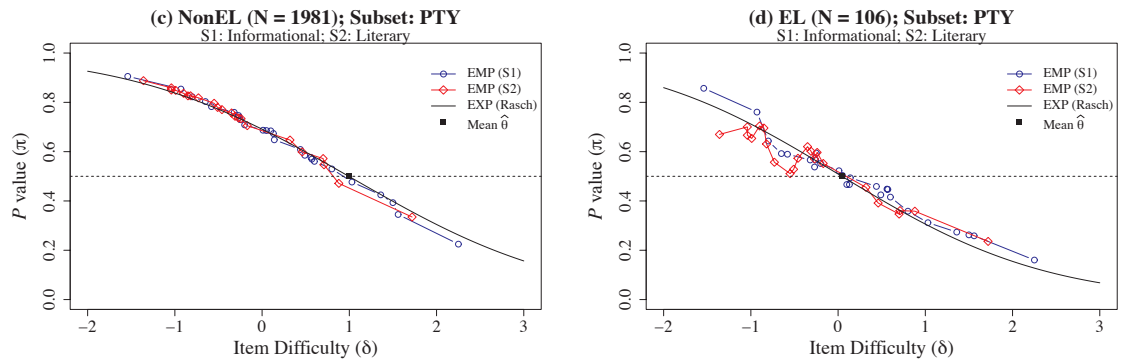 (c) NonEL (N = 1981); Subset: PTY
S1: Informational; S2: Literary
EMP (S1)
EMP (S2)
EXP (Rasch)
Mean θ̂
P value (π)
0.0 0.2 0.4 0.6 0.8 1.0
−2 −1 0 1 2 3
Item Difficulty (δ)
(d) EL (N = 106); Subset: PTY
S1: Informational; S2: Literary
EMP (S1)
EMP (S2)
EXP (Rasch)
Mean θ̂
P value (π)
0.0 0.2 0.4 0.6 0.8 1.0
−2 −1 0 1 2 3
Item Difficulty (δ)